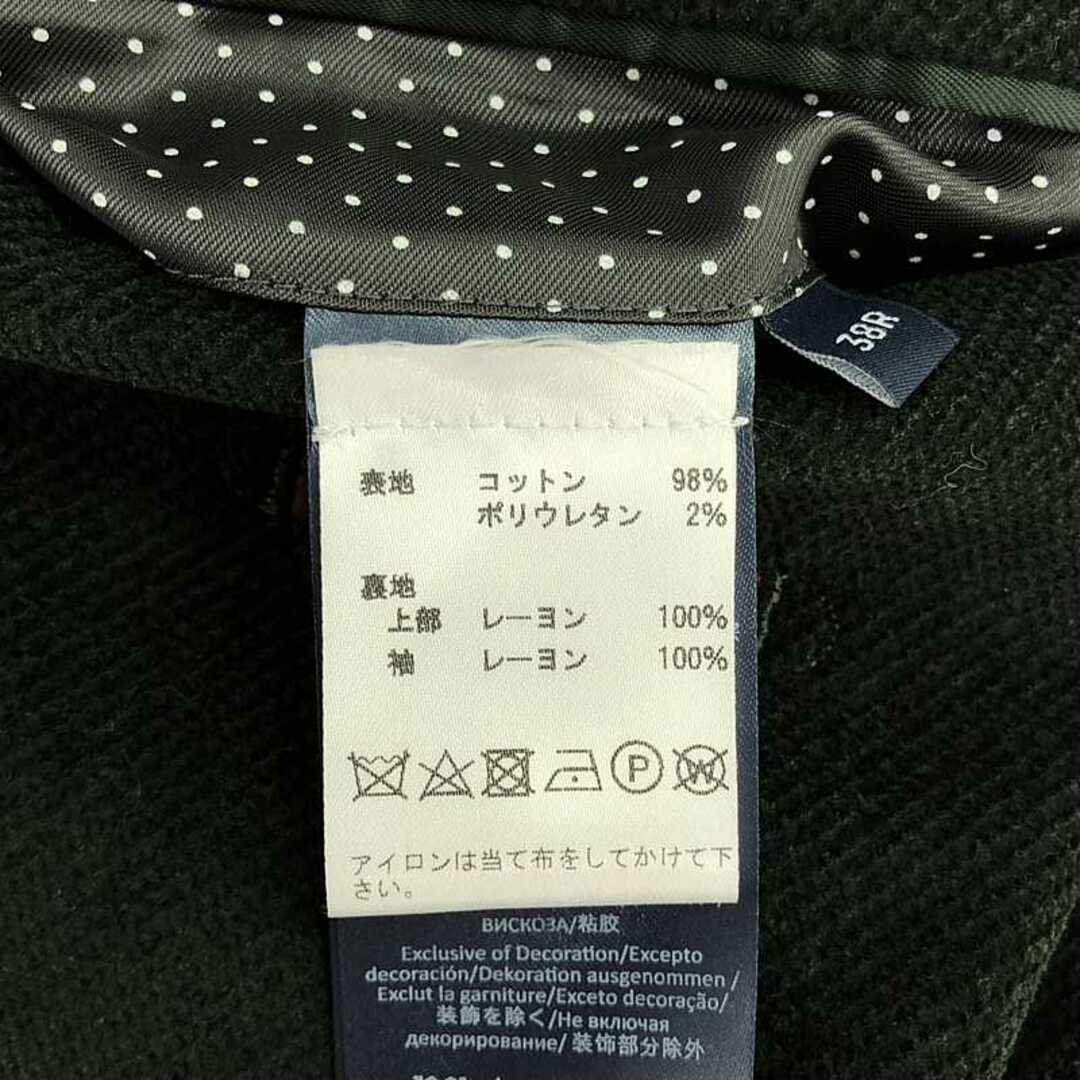 38R
表地 コットン 98%
ポリウレタン 2%
裏地
上部 レーヨン 100%
袖 レーヨン 100%
P W
アイロンは当て布をしてかけて下
さい。
ВИСКОЗА/粘胶
Exclusive of Decoration/Excepto
decoración/Dekoration ausgenommen /
Exclut la garniture/Exceto decoração/
装飾を除く/Не включая
декорирование/ 装饰部分除外